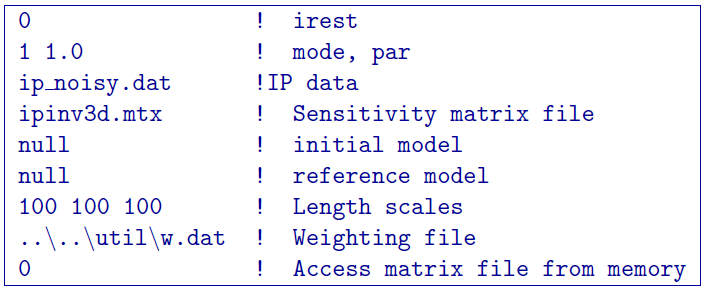 0 ! irest
1 1.0 ! mode, par
ip_noisy.dat !IP data
ipinv3d.mtx ! Sensitivity matrix file
null ! initial model
null ! reference model
100 100 100 ! Length scales
..\..\util\w.dat ! Weighting file
0 ! Access matrix file from memory